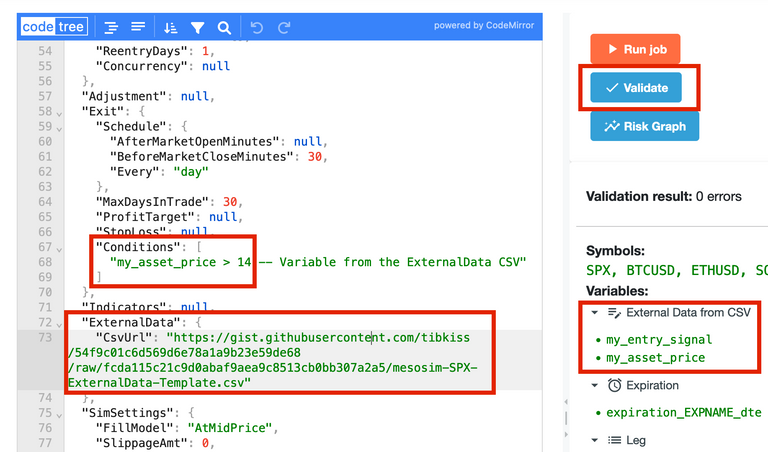 code tree
powered by CodeMirror
54 "ReentryDays": 1,
55 "Concurrency": null
56 },
57 "Adjustment": null,
58 "Exit": {
59 "Schedule": {
60 "AfterMarketOpenMinutes": null,
61 "BeforeMarketCloseMinutes": 30,
62 "Every": "day"
63 },
64 "MaxDaysInTrade": 30,
65 "ProfitTarget": null,
66 "StopLoss": null,
67 "Conditions": [
68 "my_asset_price > 14 -- Variable from the ExternalData CSV"
69 ]
70 },
71 "Indicators": null,
72 "ExternalData": {
73 "CsvUrl": "https://gist.githubusercontent.com/tibkiss
/54f9c01c6d569d6e78a1a9b23e59de68
/raw/fcda115c21c9d0abaf9aea9c8513cb0bb307a2a5/mesosim-SPX-
ExternalData-Template.csv"
74 },
75 "SimSettings": {
76 "FillModel": "AtMidPrice",
77 "SlippageAmt": 0,
Run job
Validate
Risk Graph
Validation result: 0 errors
Symbols:
SPX, BTCUSD, ETHUSD,
Variables:
External Data from CSV
• my_entry_signal
• my_asset_price
Expiration
• expiration_EXPNAME_dte
Leg